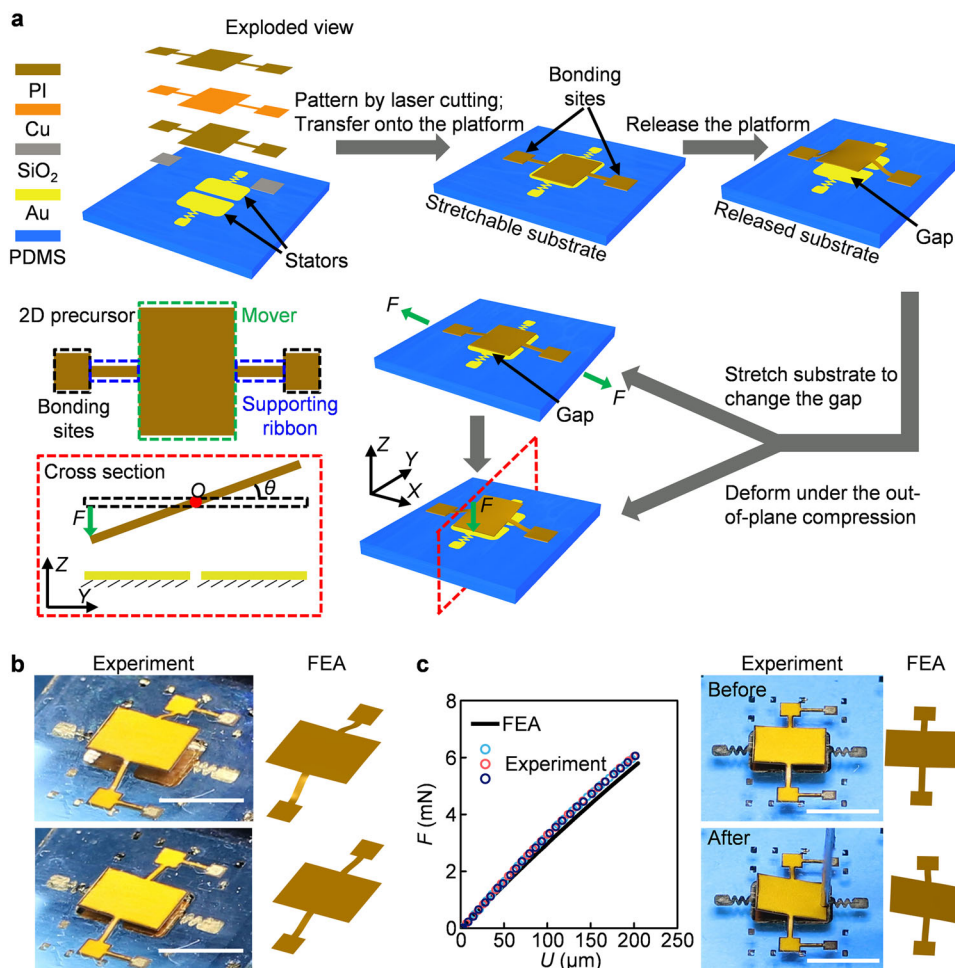 a
Exploded view
PI
Cu
SiO2
Au
PDMS
Stators
Pattern by laser cutting;
Transfer onto the platform
Bonding
sites
Stretchable substrate
Release the platform
Released substrate
Gap
2D precursor
Mover
Bonding
sites
Supporting
ribbon
F
F
Gap
Stretch substrate to
change the gap
Cross section
O
θ
F
Z
Y
Z
Y
X
F
Deform under the out-
of-plane compression
b
Experiment
FEA
c
8
6
4
2
0
F (mN)
FEA
Experiment
0 50 100 150 200 250
U (μm)
Experiment
FEA
Before
After